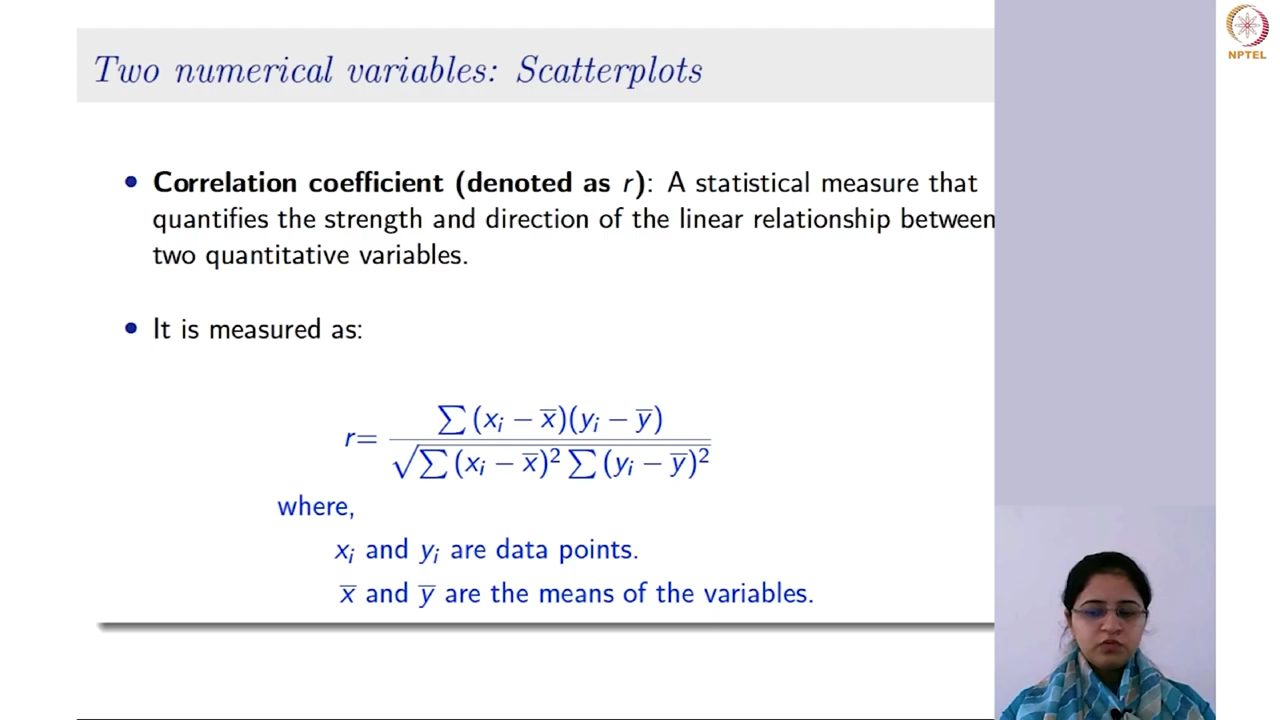 Two numerical variables: Scatterplots
NPTEL
• Correlation coefficient (denoted as r): A statistical measure that
quantifies the strength and direction of the linear relationship between
two quantitative variables.
• It is measured as:
r= ∑(xᵢ − x̅)(yᵢ − y̅) / √∑(xᵢ − x̅)² ∑(yᵢ − y̅)²
where,
xᵢ and yᵢ are data points.
x̅ and y̅ are the means of the variables.